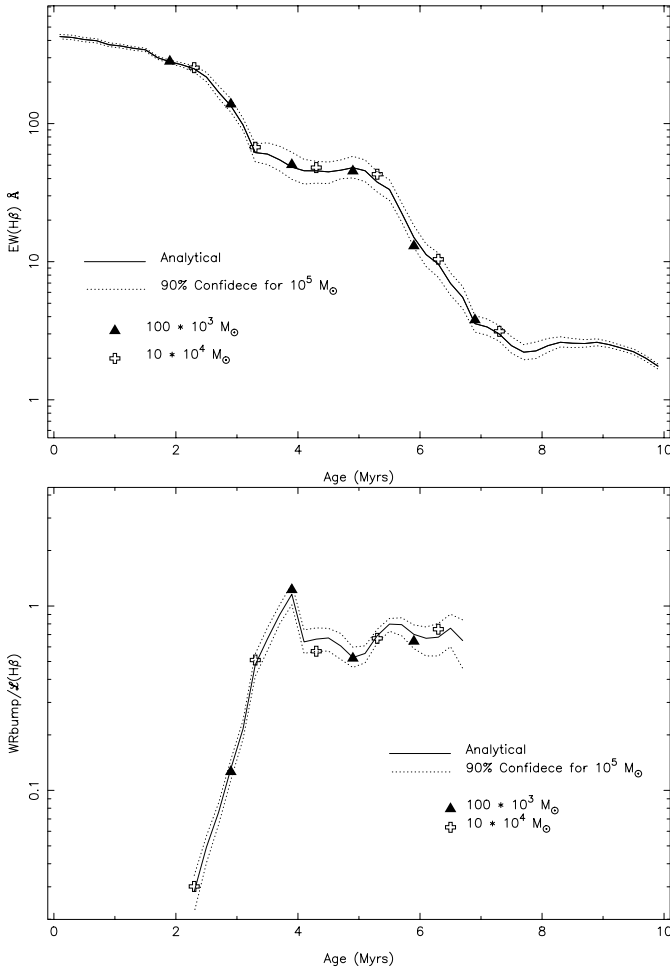 100
10
1
EW(Hβ) Å
Analytical
90% Confidece for 10⁵ M☉
100 * 10³ M☉
10 * 10⁴ M☉
0 2 4 6 8 10
Age (Myrs)
1
0.1
WRbump/ℒ(Hβ)
Analytical
90% Confidece for 10⁵ M☉
100 * 10³ M☉
10 * 10⁴ M☉
0 2 4 6 8 10
Age (Myrs)